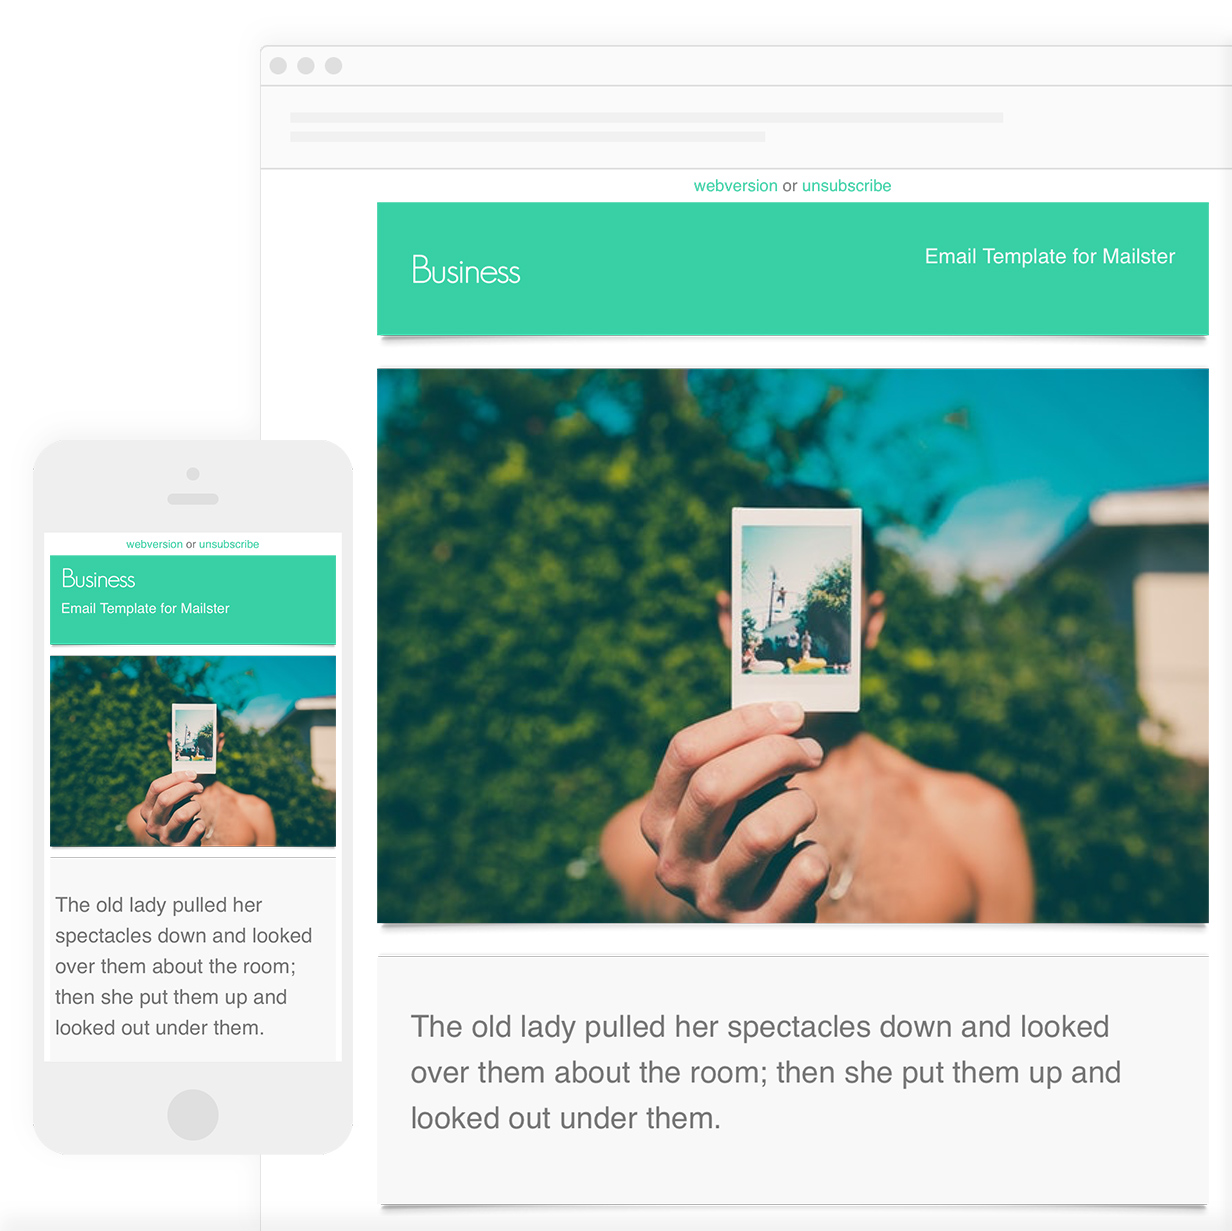 webversion or unsubscribe
Business
Email Template for Mailster
The old lady pulled her spectacles down and looked
over them about the room; then she put them up and
looked out under them.
webversion or unsubscribe
Business
Email Template for Mailster
The old lady pulled her
spectacles down and looked
over them about the room;
then she put them up and
looked out under them.